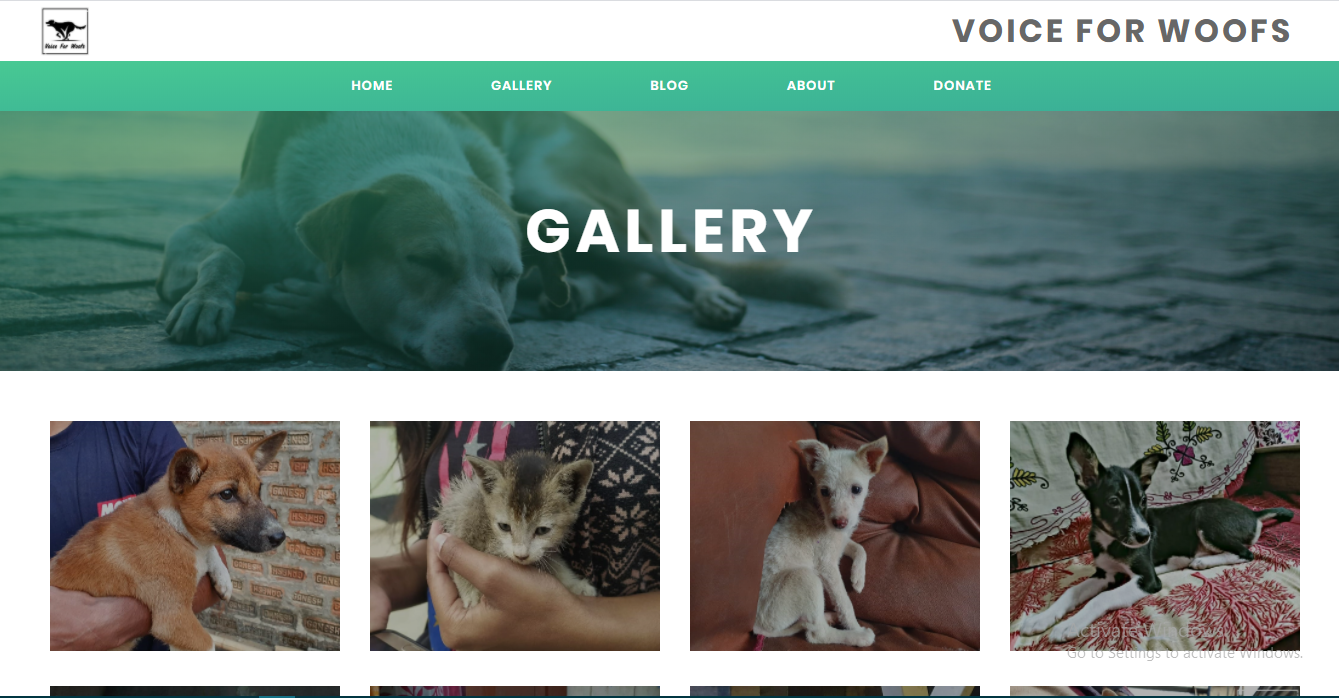 Voice For Woofs
VOICE FOR WOOFS
HOME
GALLERY
BLOG
ABOUT
DONATE
GALLERY
GANESH
Activate Windows
Go to Settings to activate Windows.